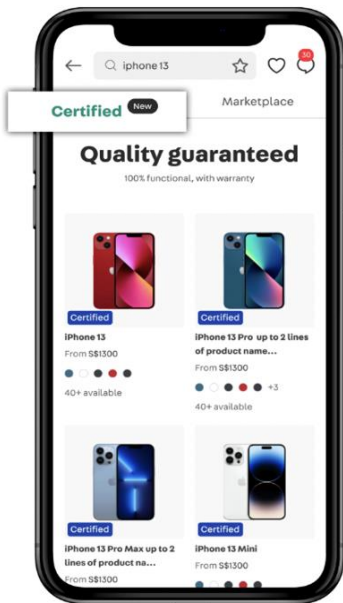 iphone 13
30
Certified New
Marketplace
Quality guaranteed
100% functional, with warranty
Certified
iPhone 13
From S$1300
40+ available
Certified
iPhone 13 Pro up to 2 lines
of product name...
From S$1300
+3
40+ available
Certified
iPhone 13 Pro Max up to 2
lines of product na...
From S$1300
Certified
iPhone 13 Mini
From S$1300